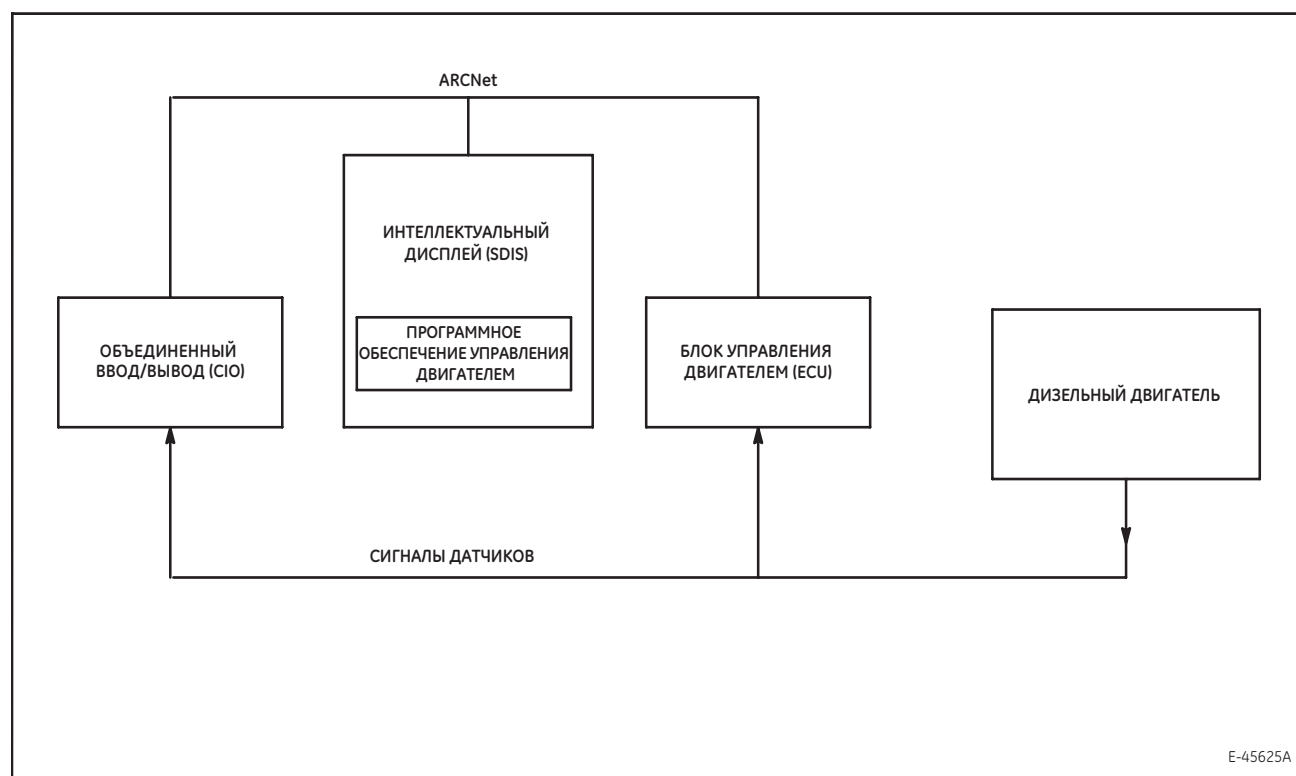 ARCNet
ИНТЕЛЛЕКТУАЛЬНЫЙ
ДИСПЛЕЙ (SDIS)
ПРОГРАММНОЕ
ОБЕСПЕЧЕНИЕ УПРАВЛЕНИЯ
ДВИГАТЕЛЕМ
ОБЪЕДИНЕННЫЙ
ВВОД/ВЫВОД (CIO)
БЛОК УПРАВЛЕНИЯ
ДВИГАТЕЛЕМ (ECU)
ДИЗЕЛЬНЫЙ ДВИГАТЕЛЬ
СИГНАЛЫ ДАТЧИКОВ
E-45625A